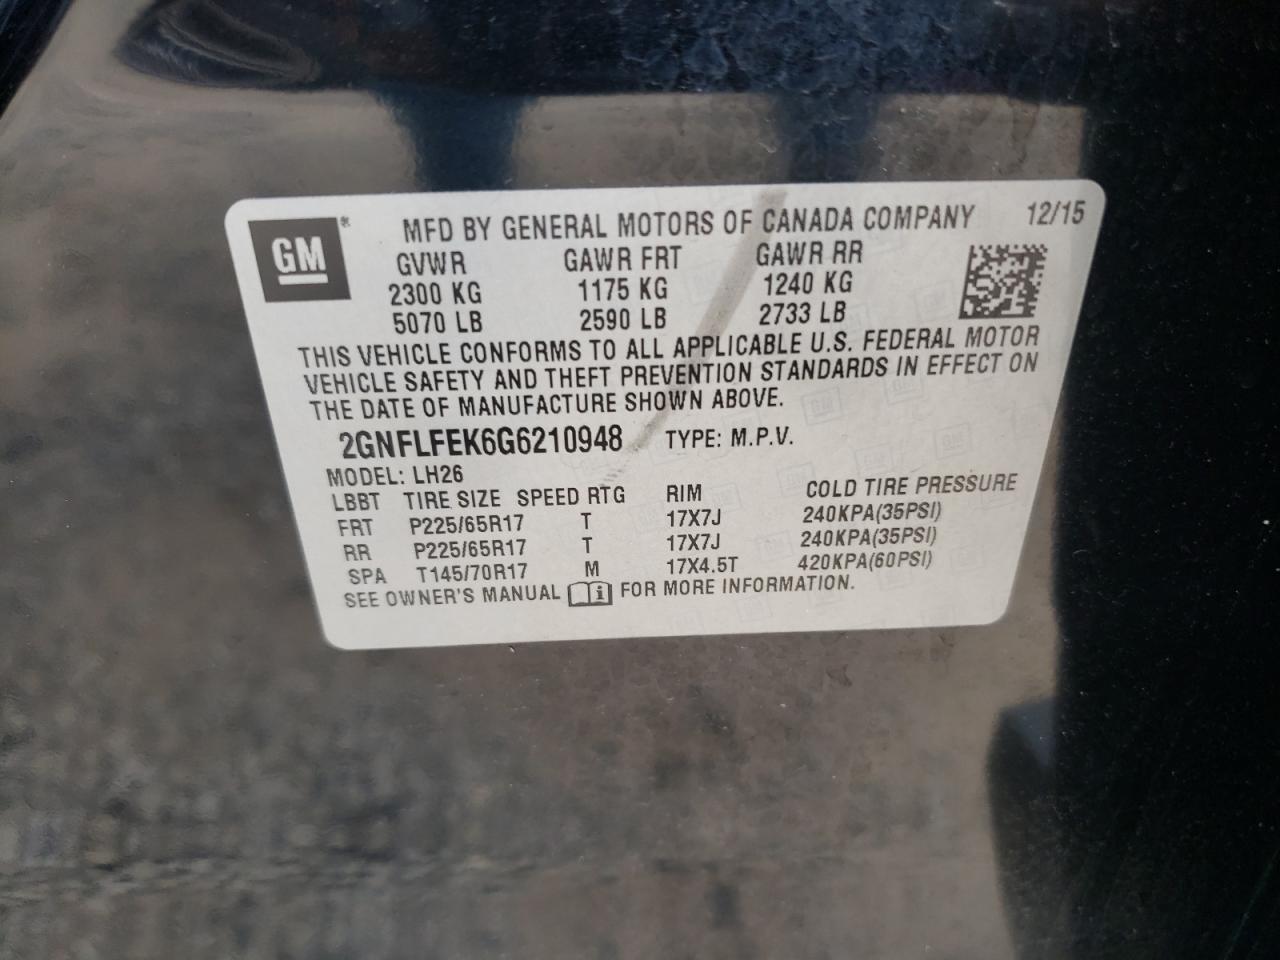 GM ® MFD BY GENERAL MOTORS OF CANADA COMPANY 12/15
GVWR GAWR FRT GAWR RR
2300 KG 1175 KG 1240 KG
5070 LB 2590 LB 2733 LB
THIS VEHICLE CONFORMS TO ALL APPLICABLE U.S. FEDERAL MOTOR
VEHICLE SAFETY AND THEFT PREVENTION STANDARDS IN EFFECT ON
THE DATE OF MANUFACTURE SHOWN ABOVE.
2GNFLFEK6G6210948 TYPE: M.P.V.
MODEL: LH26
LBBT TIRE SIZE SPEED RTG RIM COLD TIRE PRESSURE
FRT P225/65R17 T 17X7J 240KPA(35PSI)
RR P225/65R17 T 17X7J 240KPA(35PSI)
SPA T145/70R17 M 17X4.5T 420KPA(60PSI)
SEE OWNER'S MANUAL i FOR MORE INFORMATION.